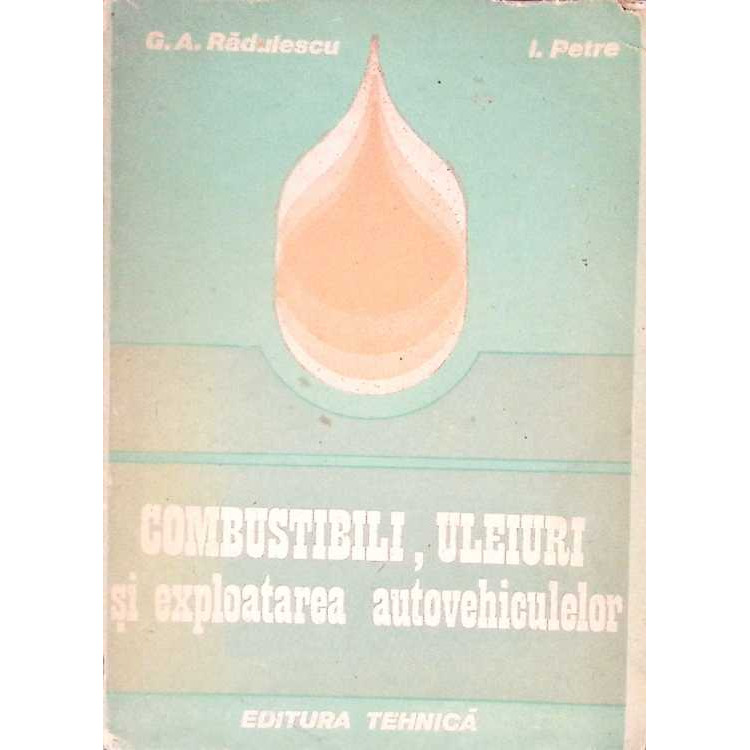 G. A. Rădulescu
I. Petre
COMBUSTIBILI, ULEIURI
și exploatarea autovehiculelor
EDITURA TEHNICĂ